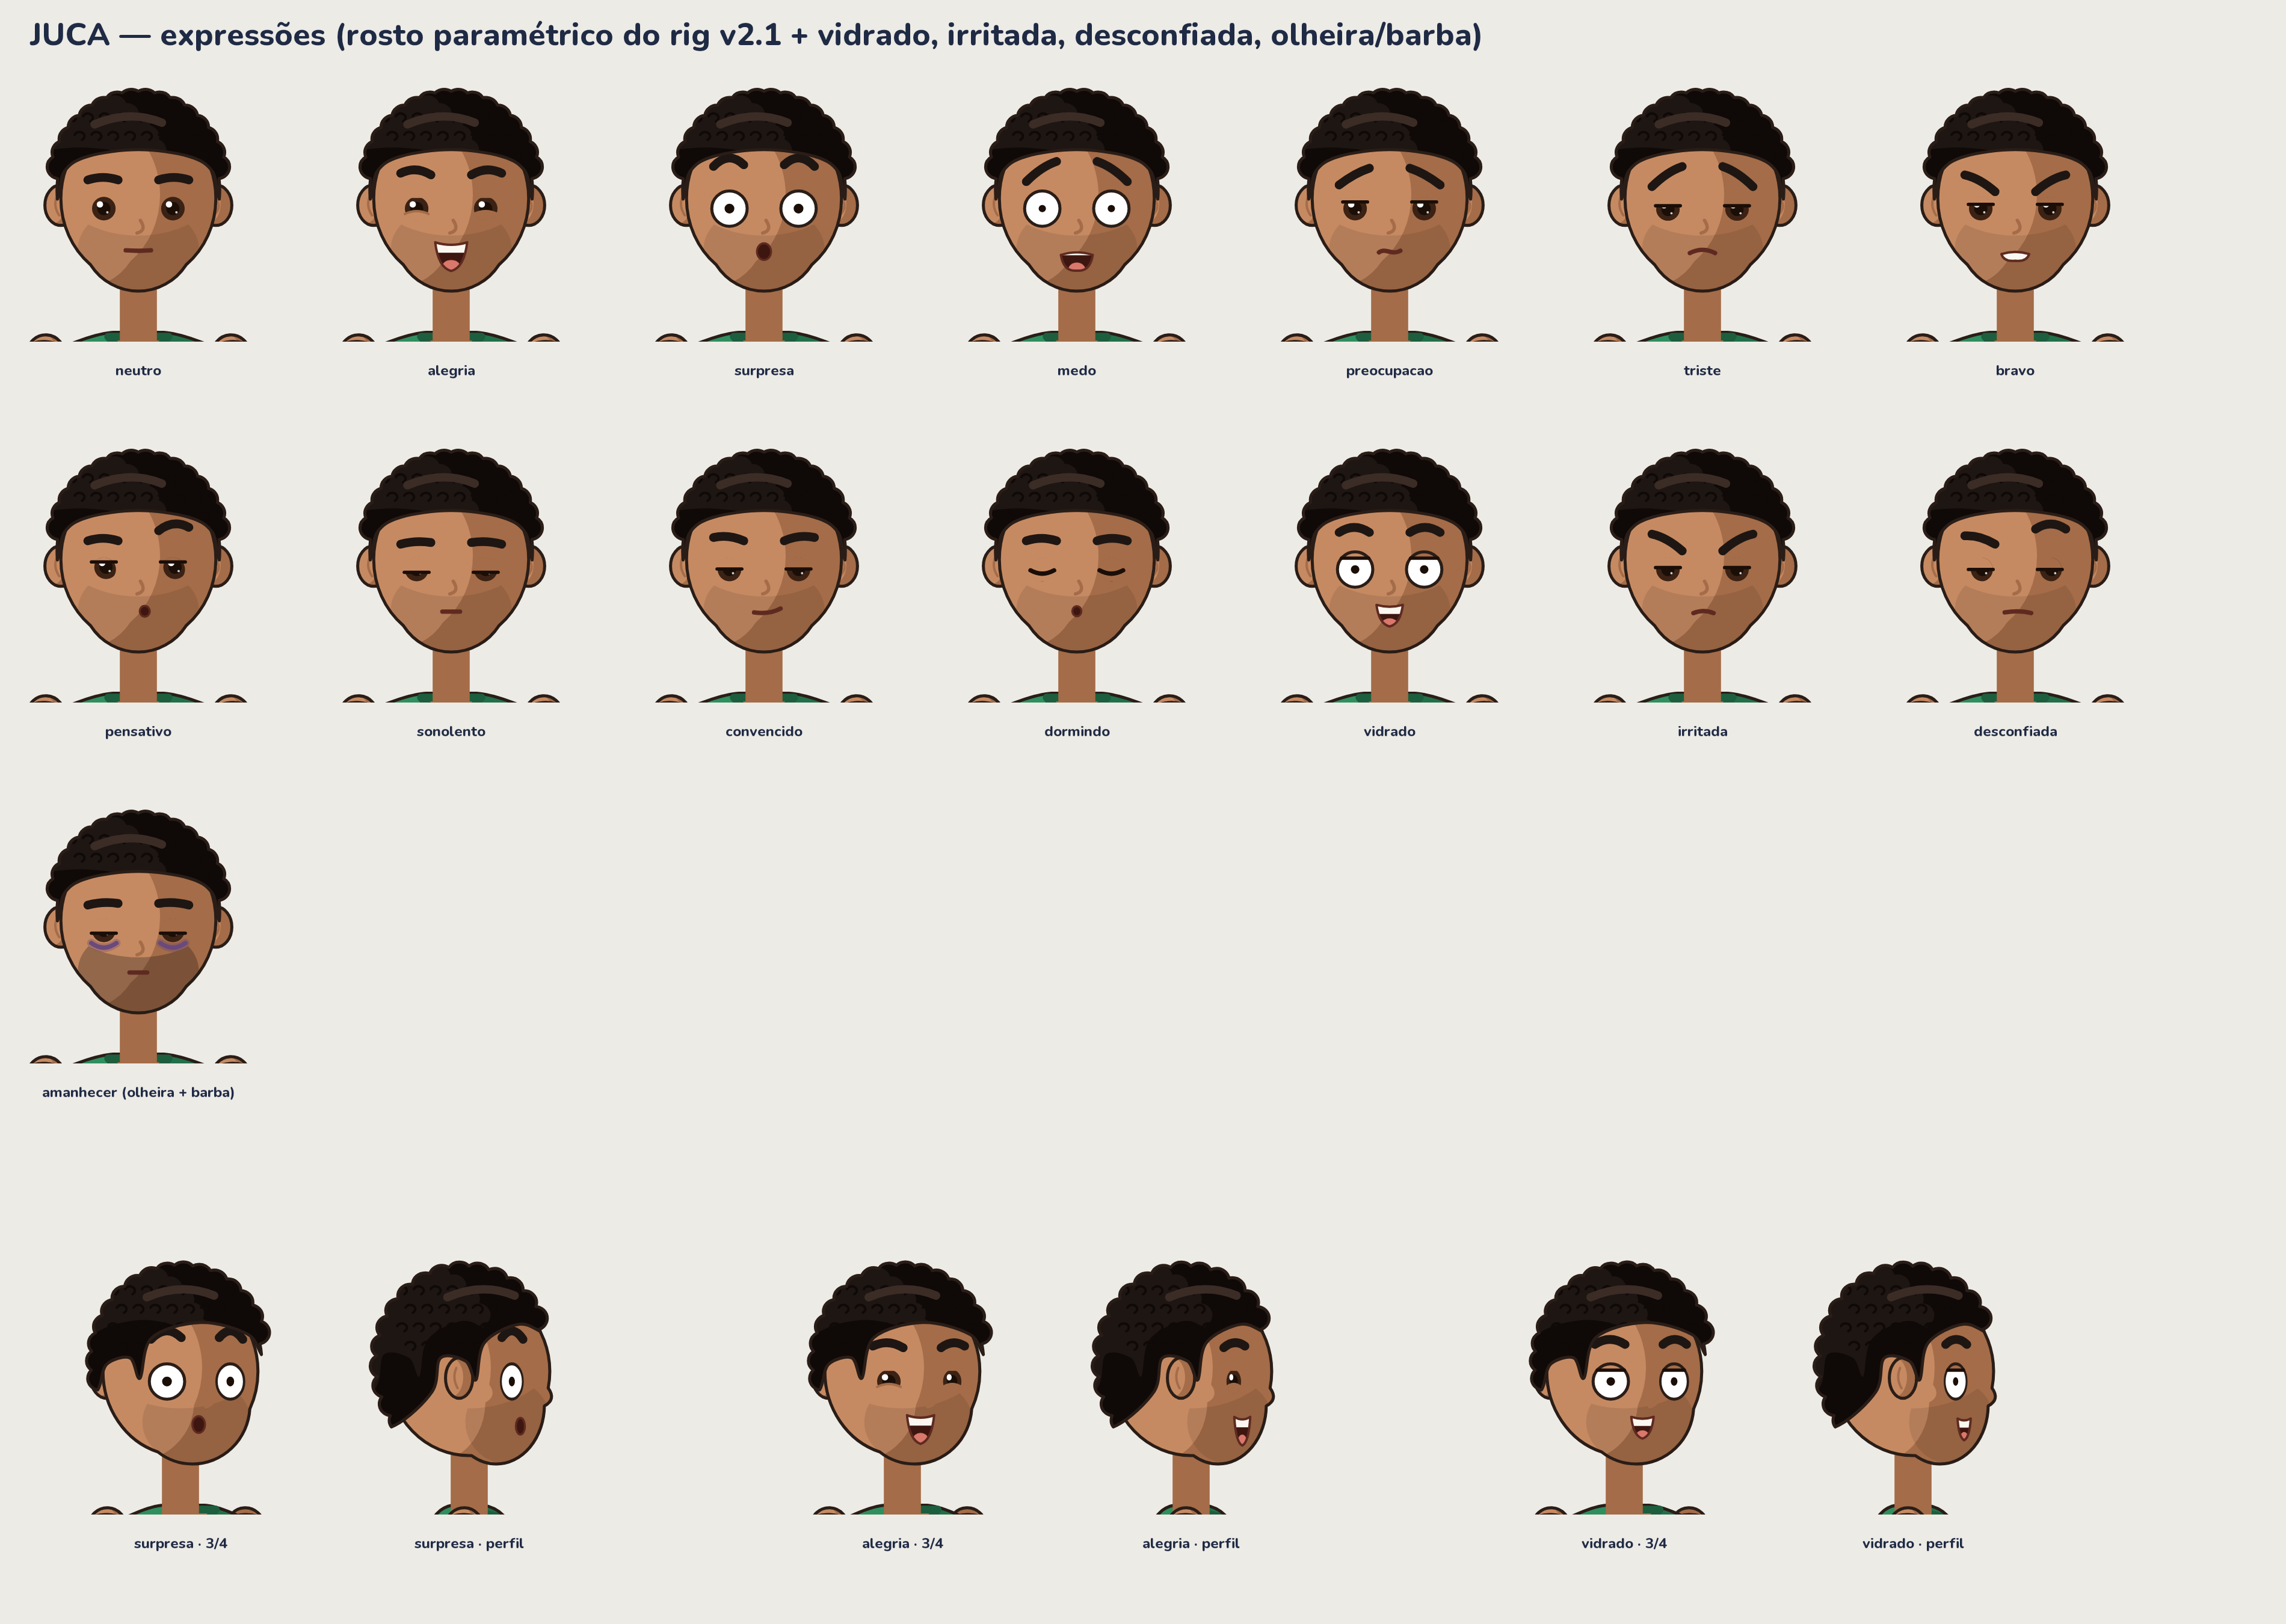 JUCA — expressões (rosto paramétrico do rig v2.1 + vidrado, irritada, desconfiada, olheira/barba)
neutro
alegria
surpresa
medo
preocupacao
triste
bravo
pensativo
sonolento
convencido
dormindo
vidrado
irritada
desconfiada
amanhecer (olheira + barba)
surpresa · 3/4
surpresa · perfil
alegria · 3/4
alegria · perfil
vidrado · 3/4
vidrado · perfil